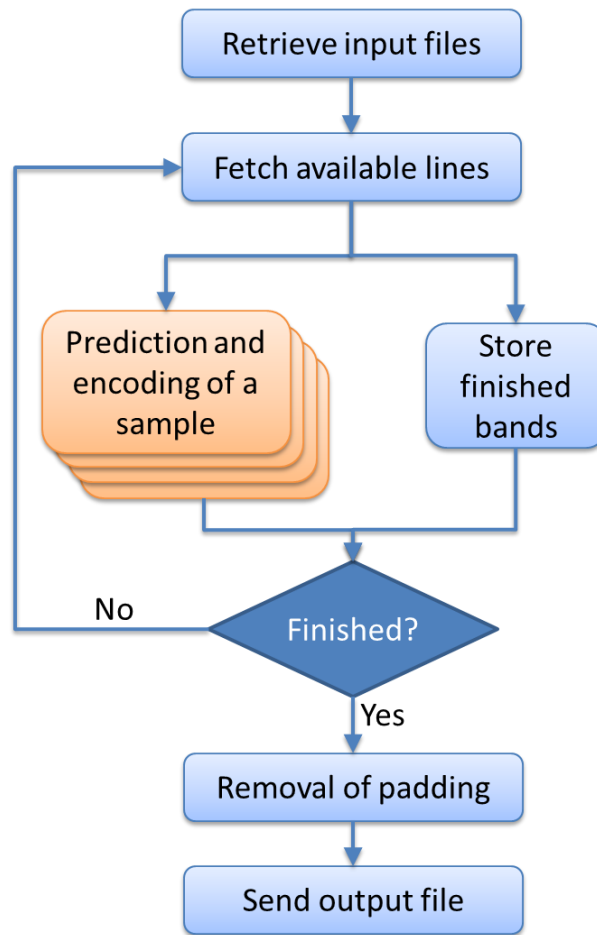 Retrieve input files
Fetch available lines
Prediction and
encoding of a
sample
Store
finished
bands
No
Finished?
Yes
Removal of padding
Send output file